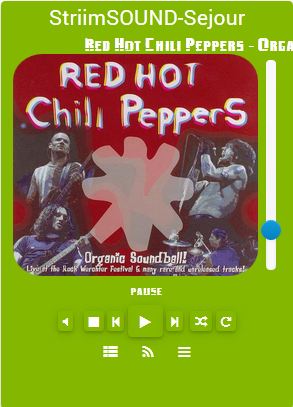 StriimSOUND-Sejour
Red Hot Chili Peppers - Orga
RED HOT
Chili Peppers
Organic Soundball!
Live at the Rock Worchter Festival & many rare and unreleased tracks!
PAUSE